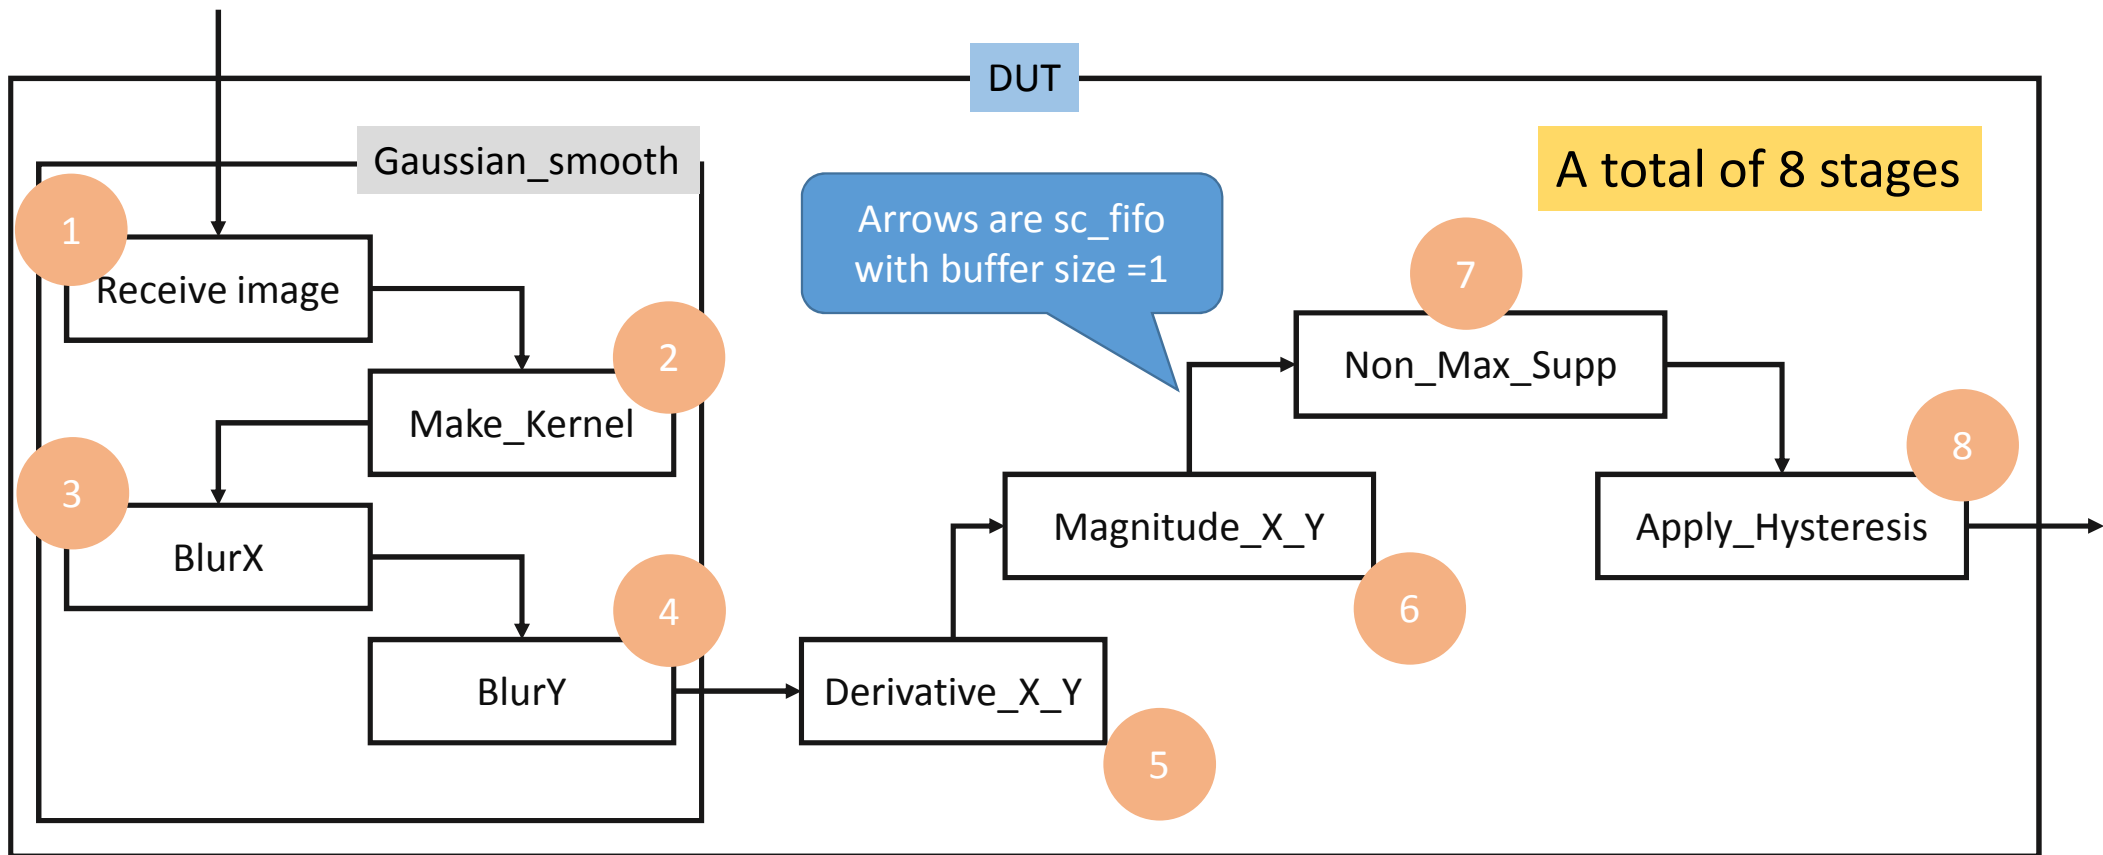 DUT
Gaussian_smooth
A total of 8 stages
1
Receive image
2
Make_Kernel
3
BlurX
4
BlurY
Arrows are sc_fifo
with buffer size =1
Derivative_X_Y
5
Magnitude_X_Y
6
7
Non_Max_Supp
8
Apply_Hysteresis